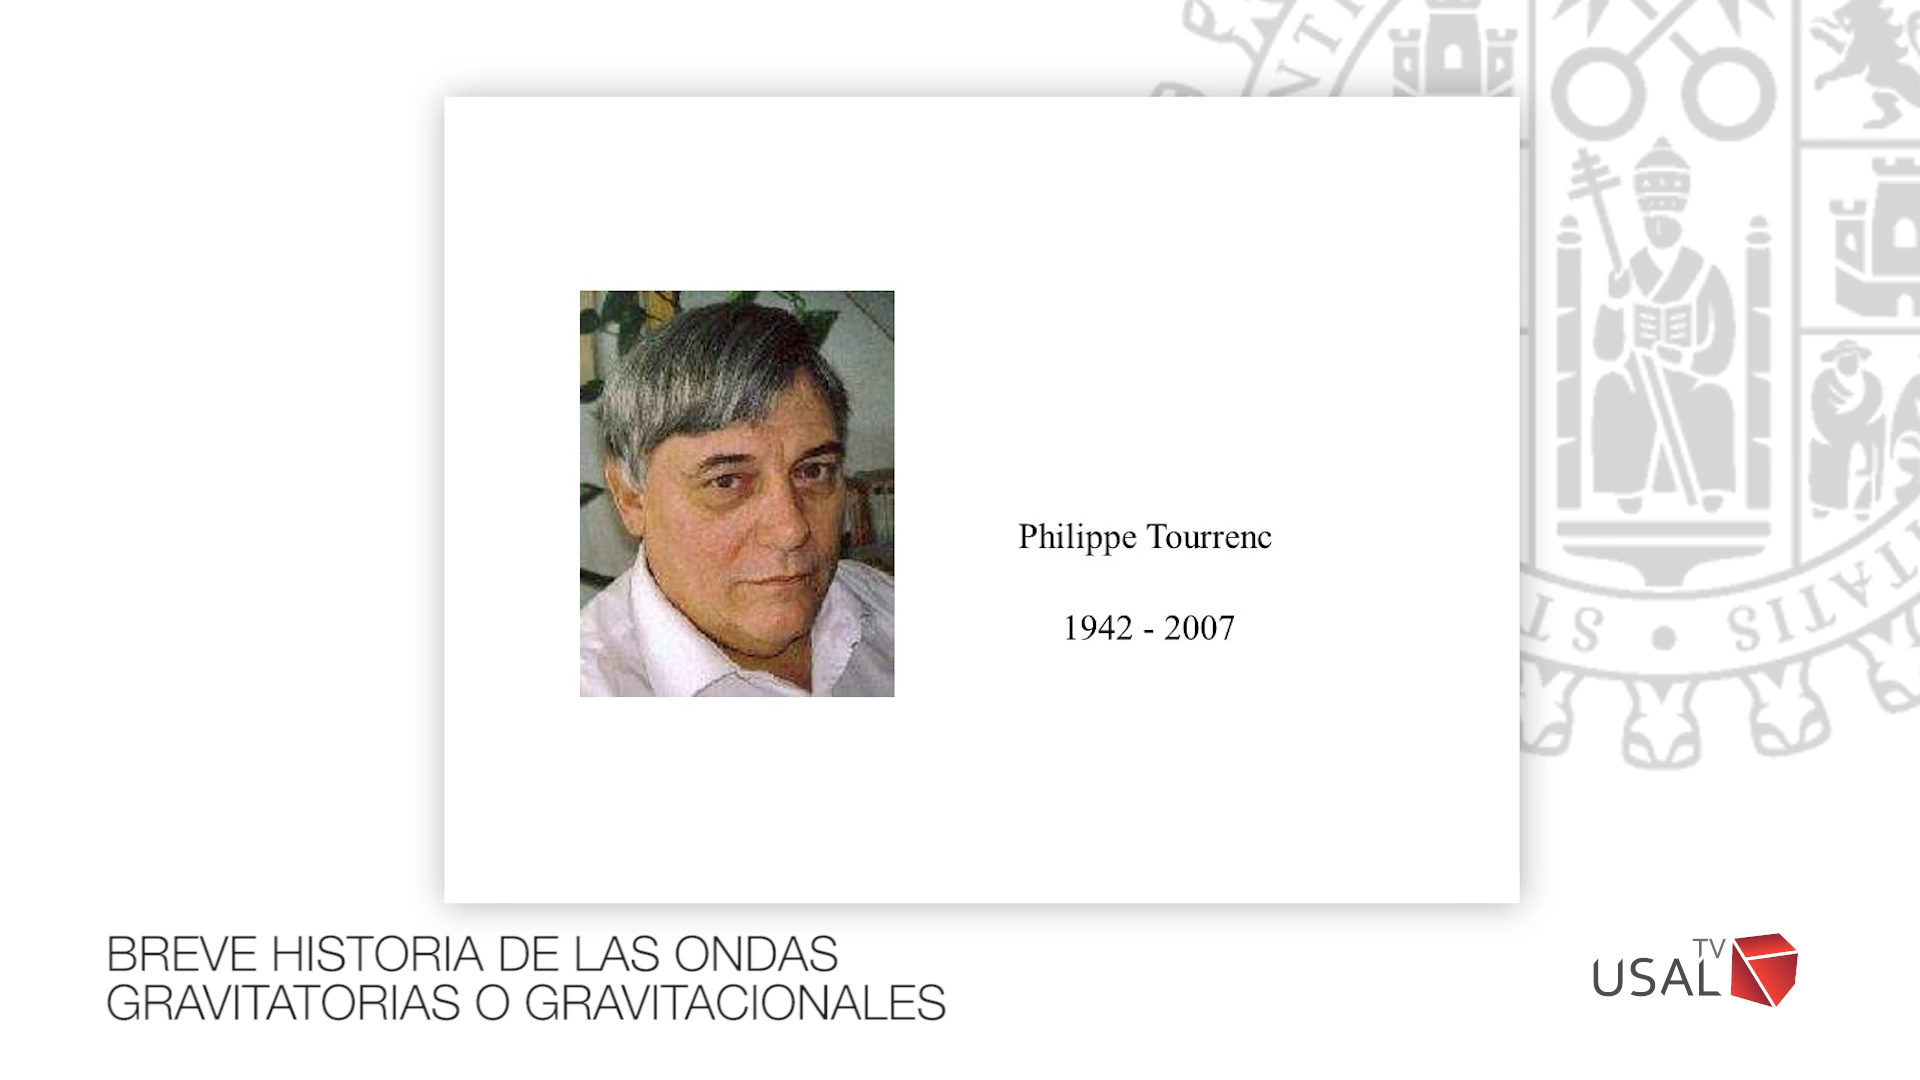 Philippe Tourrenc
1942 - 2007
BREVE HISTORIA DE LAS ONDAS
GRAVITATORIAS O GRAVITACIONALES
USAL TV